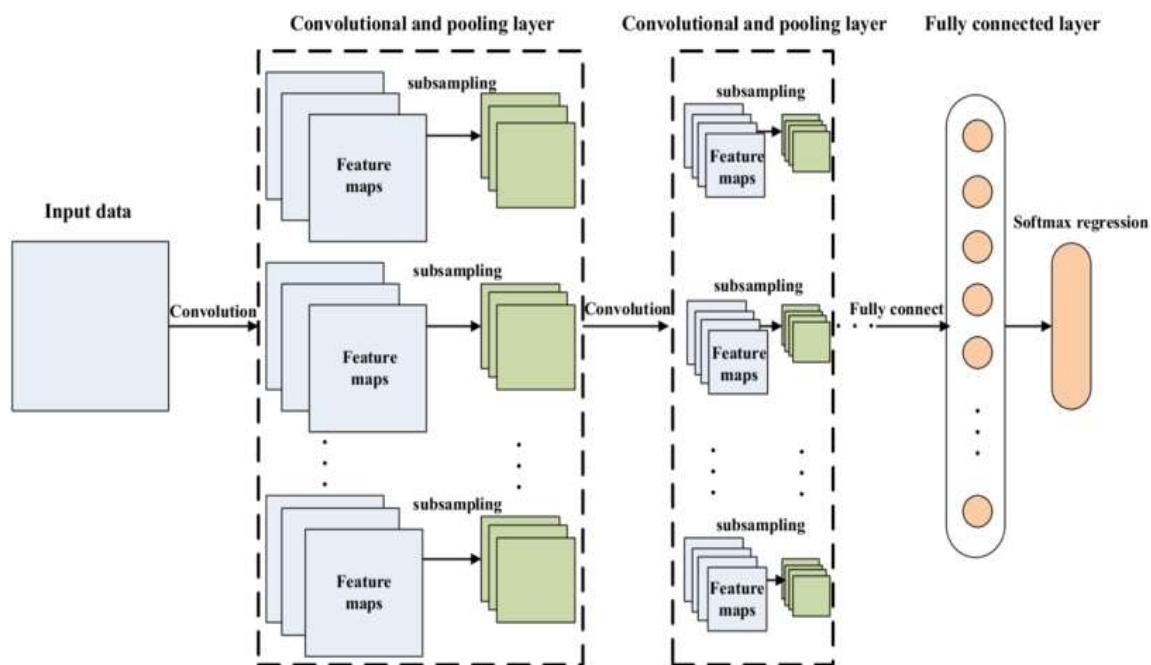 Convolutional and pooling layer
Convolutional and pooling layer
Fully connected layer
subsampling
Feature
maps
subsampling
Feature
maps
Input data
Convolution
subsampling
Feature
maps
Convolution
subsampling
Feature
maps
Fully connect
Softmax regression
subsampling
Feature
maps
subsampling
Feature
maps